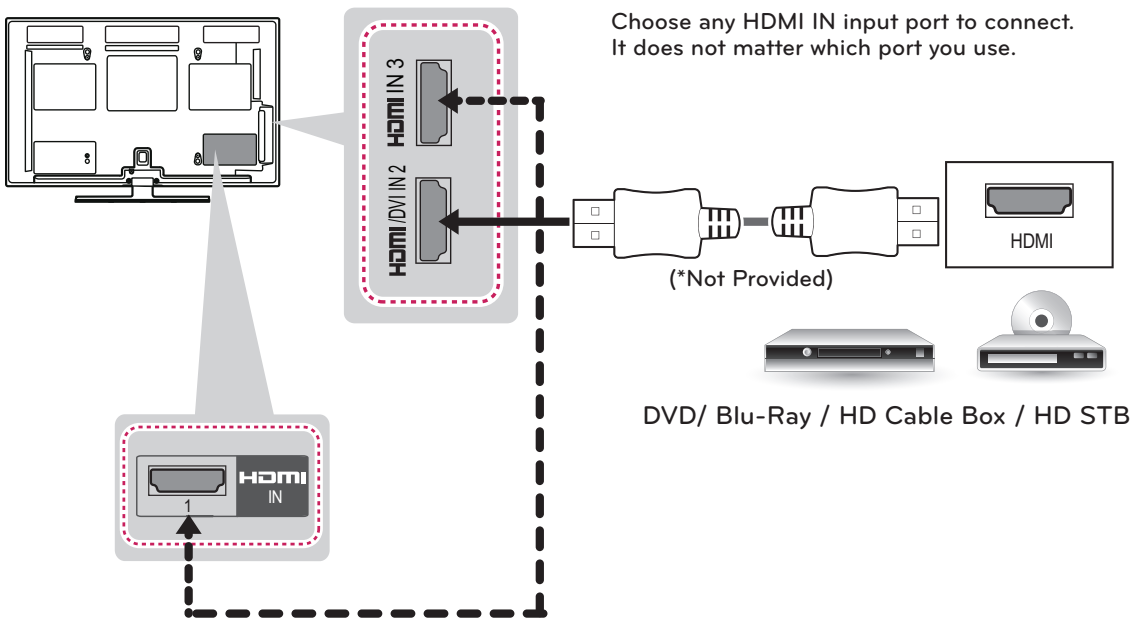 Choose any HDMI IN input port to connect.
It does not matter which port you use.
HDMI IN 3
HDMI/DVI IN 2
(*Not Provided)
HDMI
DVD/ Blu-Ray / HD Cable Box / HD STB
1
HDMI
IN